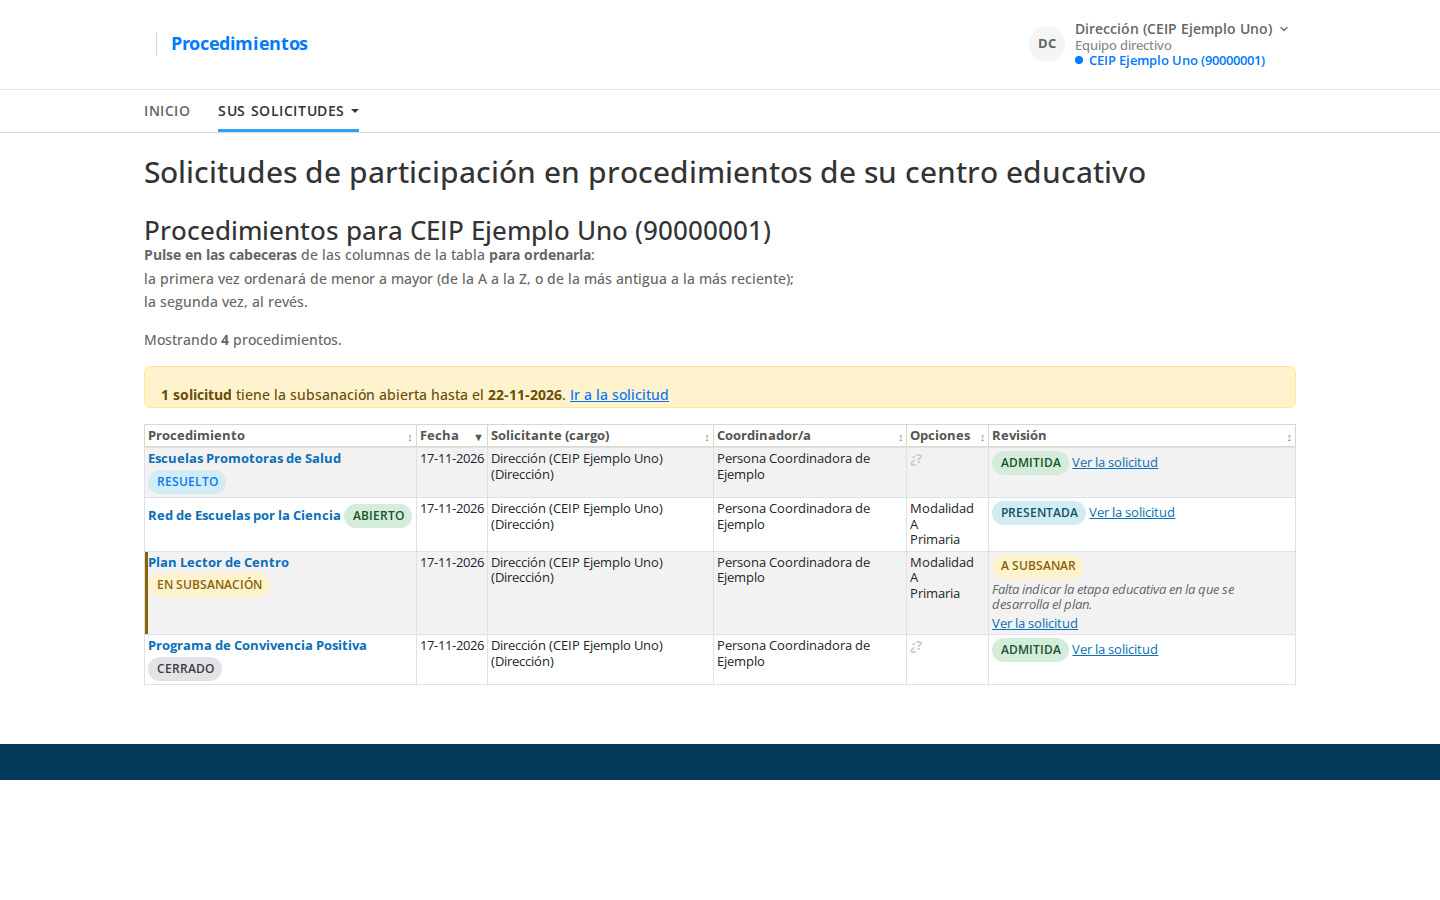 Procedimientos
DC
Dirección (CEIP Ejemplo Uno)
Equipo directivo
CEIP Ejemplo Uno (90000001)
INICIO
SUS SOLICITUDES
Solicitudes de participación en procedimientos de su centro educativo
Procedimientos para CEIP Ejemplo Uno (90000001)
Pulse en las cabeceras de las columnas de la tabla para ordenarla:
la primera vez ordenará de menor a mayor (de la A a la Z, o de la más antigua a la más reciente);
la segunda vez, al revés.
Mostrando 4 procedimientos.
1 solicitud tiene la subsanación abierta hasta el 22-11-2026. Ir a la solicitud
Procedimiento ↕ Fecha ▼ Solicitante (cargo) ↕ Coordinador/a ↕ Opciones ↕ Revisión ↕
Escuelas Promotoras de Salud
RESUELTO
17-11-2026
Dirección (CEIP Ejemplo Uno)
(Dirección)
Persona Coordinadora de
Ejemplo
¿?
ADMITIDA Ver la solicitud
Red de Escuelas por la Ciencia ABIERTO
17-11-2026
Dirección (CEIP Ejemplo Uno)
(Dirección)
Persona Coordinadora de
Ejemplo
Modalidad
A
Primaria
PRESENTADA Ver la solicitud
Plan Lector de Centro
EN SUBSANACIÓN
17-11-2026
Dirección (CEIP Ejemplo Uno)
(Dirección)
Persona Coordinadora de
Ejemplo
Modalidad
A
Primaria
A SUBSANAR
Falta indicar la etapa educativa en la que se
desarrolla el plan.
Ver la solicitud
Programa de Convivencia Positiva
CERRADO
17-11-2026
Dirección (CEIP Ejemplo Uno)
(Dirección)
Persona Coordinadora de
Ejemplo
¿?
ADMITIDA Ver la solicitud